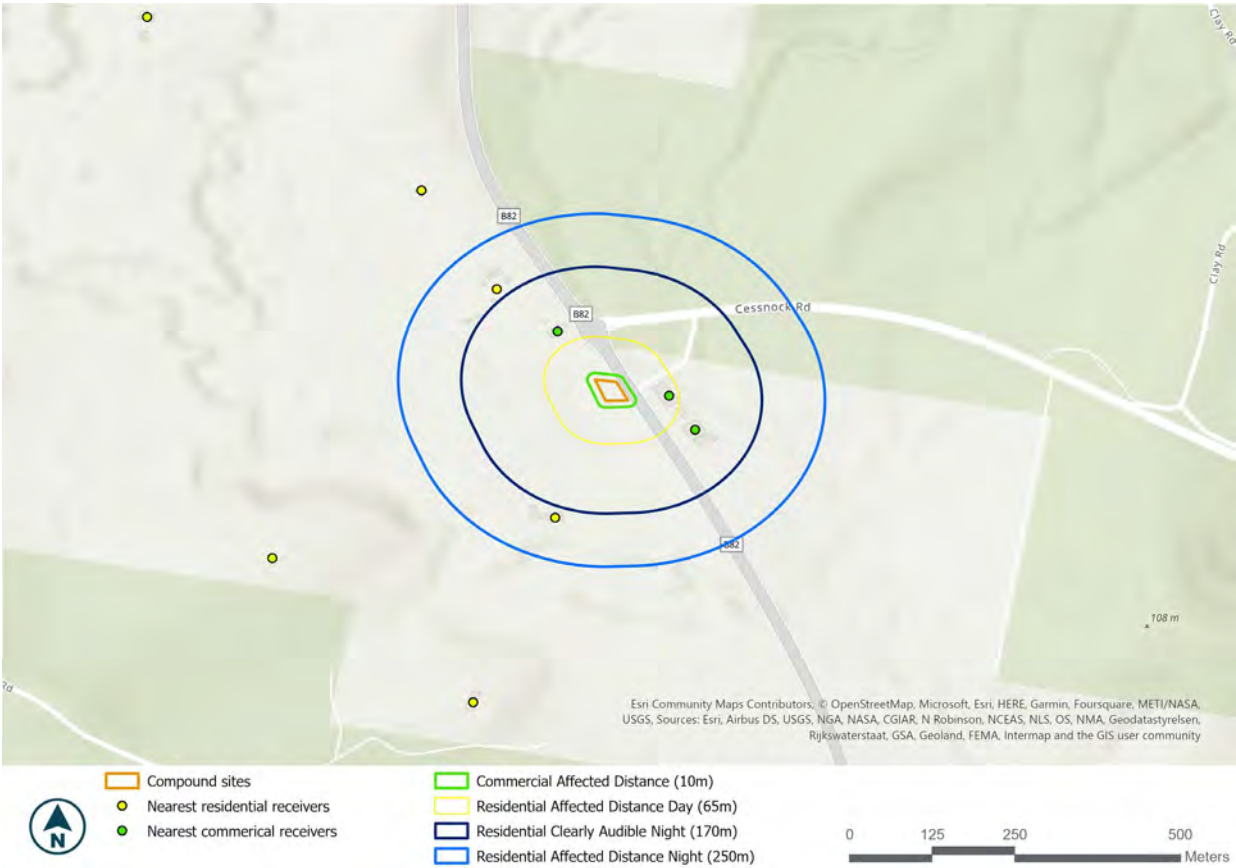 Clay Rd
B82
Clay Rd
Cessnock Rd
B82
B82
108 m
Rd
Esri Community Maps Contributors, © OpenStreetMap, Microsoft, Esri, HERE, Garmin, Foursquare, METI/NASA,
USGS, Sources: Esri, Airbus DS, USGS, NGA, NASA, CGIAR, N Robinson, NCEAS, NLS, OS, NMA, Geodatastyrelsen,
Rijkswaterstaat, GSA, Geoland, FEMA, Intermap and the GIS user community
Compound sites
Nearest residential receivers
Nearest commerical receivers
Commercial Affected Distance (10m)
Residential Affected Distance Day (65m)
Residential Clearly Audible Night (170m)
Residential Affected Distance Night (250m)
N
0 125 250 500
Meters